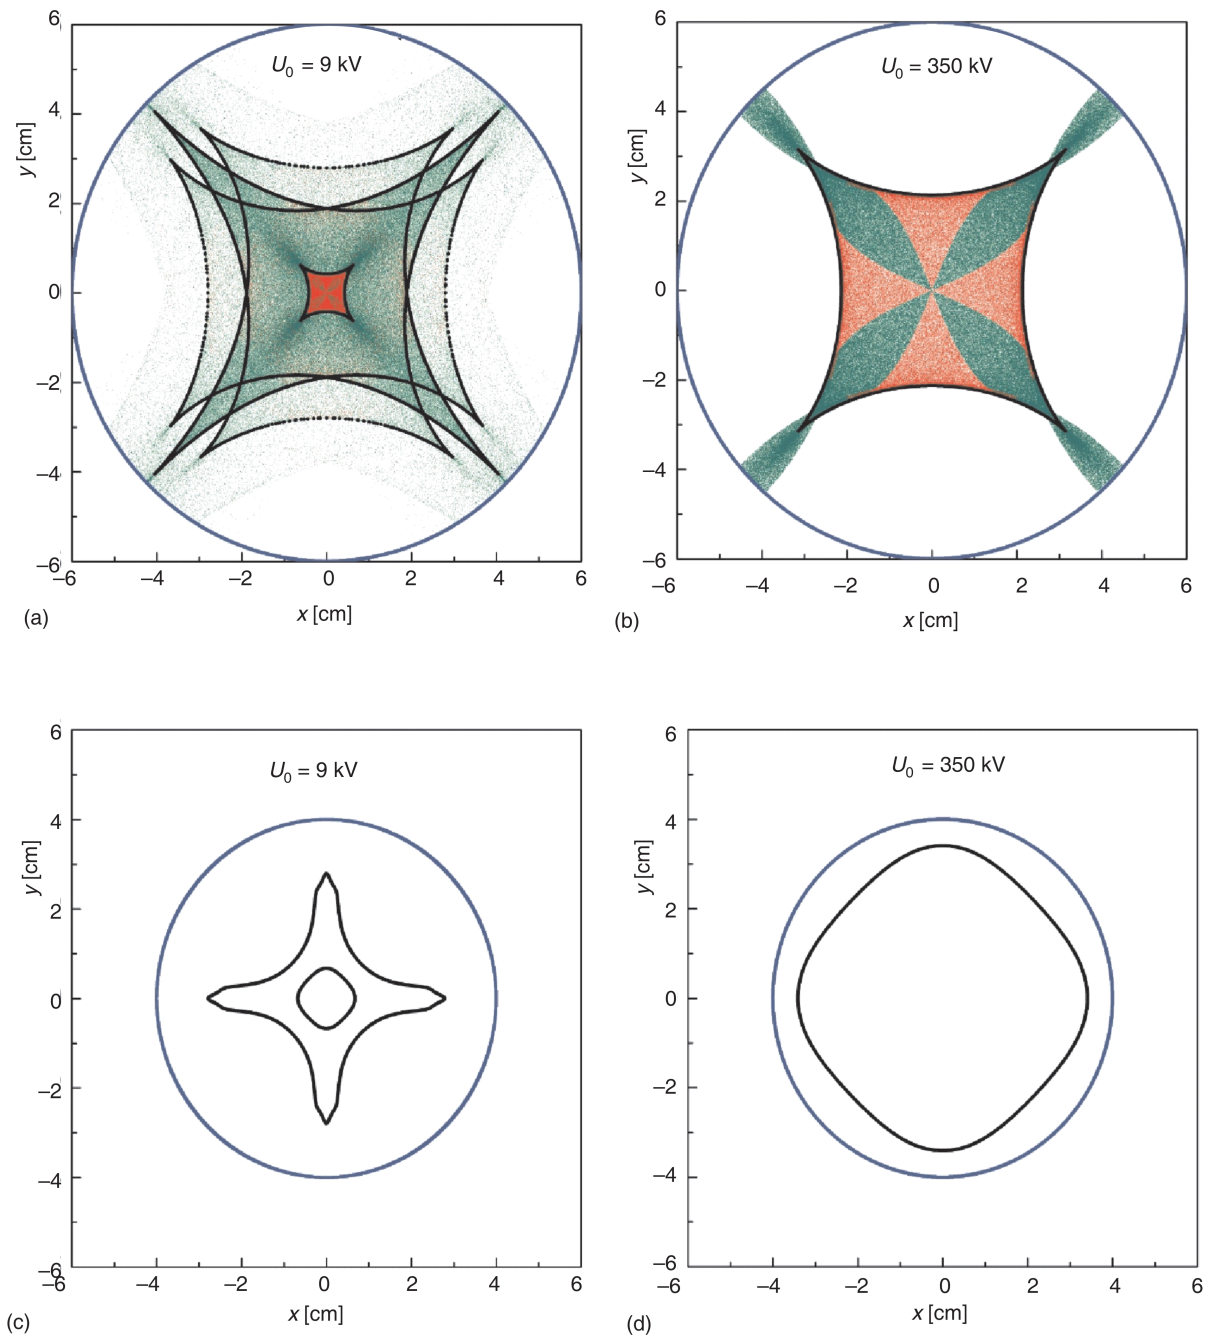 6
4
2
0
–2
–4
–6
y [cm]
U0 = 9 kV
–6 –4 –2 0 2 4 6
x [cm]
(a)
6
4
2
0
–2
–4
–6
y [cm]
U0 = 350 kV
–6 –4 –2 0 2 4 6
x [cm]
(b)
6
4
2
0
–2
–4
–6
y [cm]
U0 = 9 kV
–6 –4 –2 0 2 4 6
x [cm]
(c)
6
4
2
0
–2
–4
–6
y [cm]
U0 = 350 kV
–6 –4 –2 0 2 4 6
x [cm]
(d)